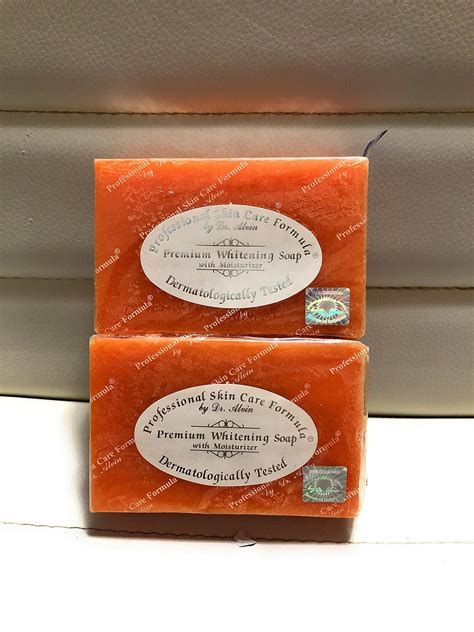 Professional Skin Care Formula®
by Dr. Alvin
Premium Whitening Soap
with Moisturizer
Dermatologically Tested
Professional Skin Care Formula®
by Dr. Alvin
Premium Whitening Soap
with Moisturizer
Dermatologically Tested